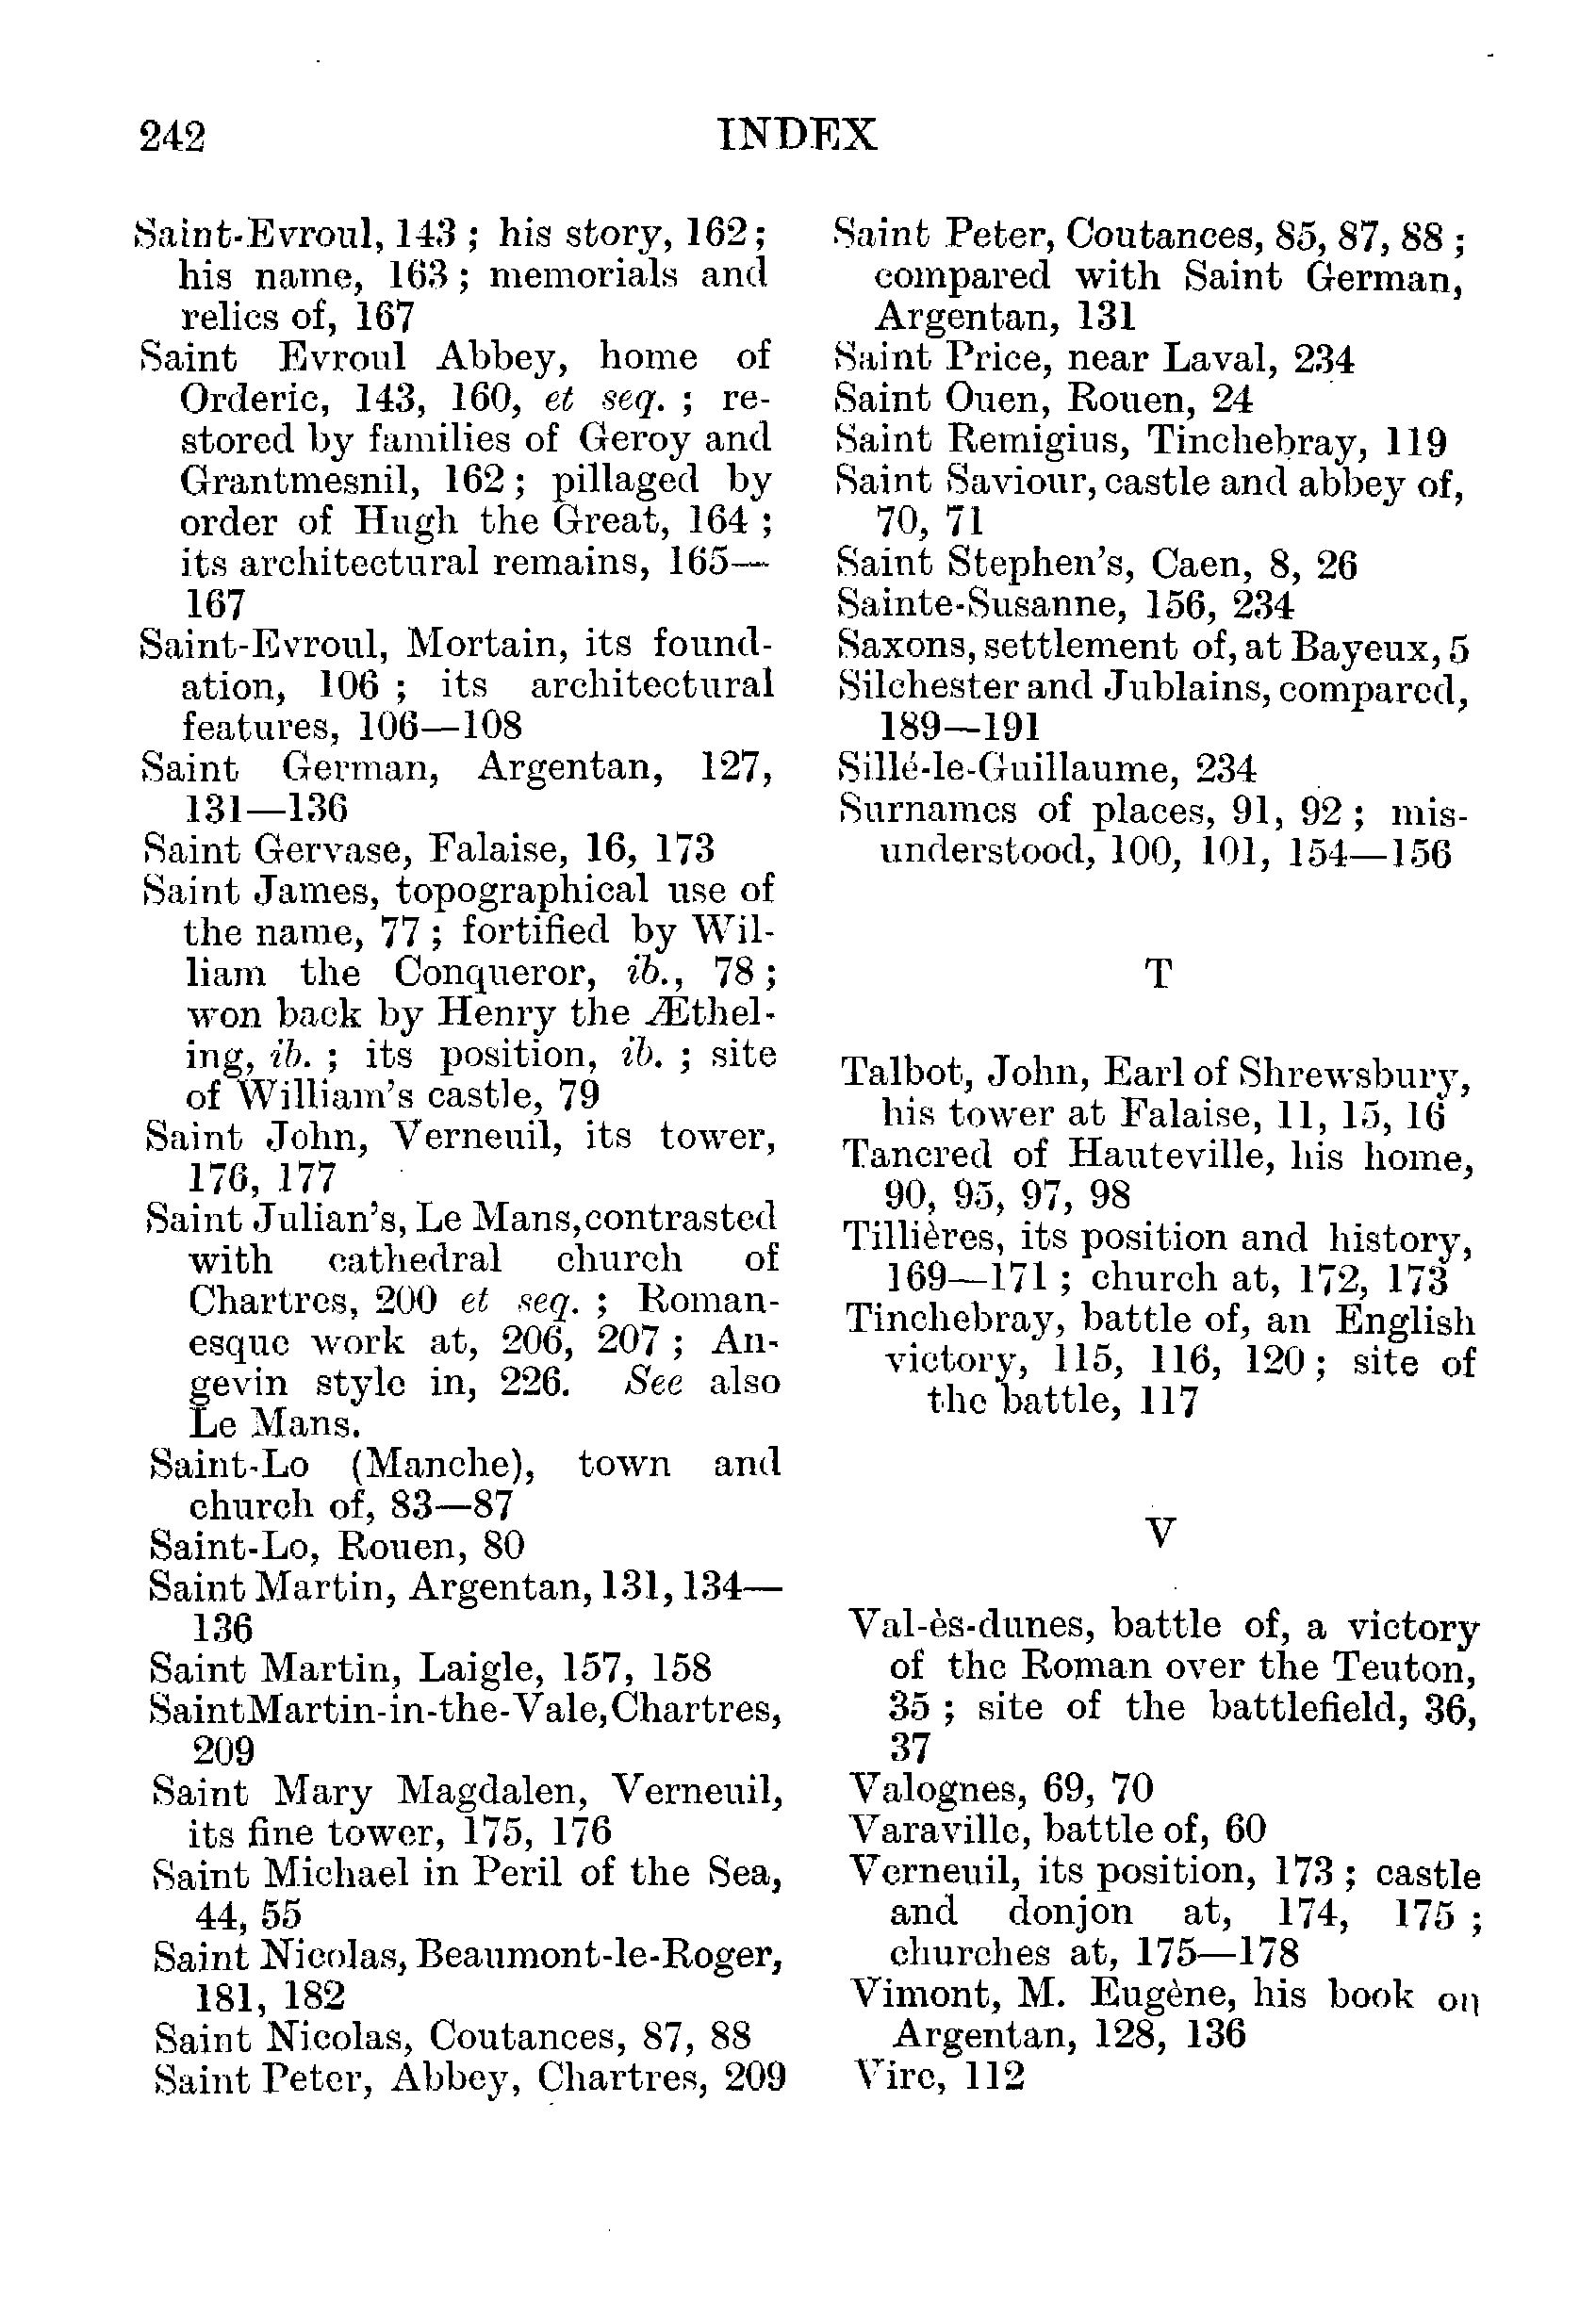 242
INDEX
Saint-Evroul, 143 ; his story, 162 ;
his name, 163 ; memorials and
relics of, 167
Saint Evroul Abbey, home of
Orderic, 143, 160, et seq. ; re-
stored by families of Geroy and
Grantmesnil, 162 ; pillaged by
order of Hugh the Great, 164 ;
its architectural remains, 165—
167
Saint-Evroul, Mortain, its found-
ation, 106 ; its architectural
features, 106—108
Saint German, Argentan, 127,
131—136
Saint Gervase, Falaise, 16, 173
Saint James, topographical use of
the name, 77 ; fortified by Wil-
liam the Conqueror, ib., 78 ;
won back by Henry the Æthel-
ing, ib. ; its position, ib. ; site
of William's castle, 79
Saint John, Verneuil, its tower,
176, 177
Saint Julian's, Le Mans, contrasted
with cathedral church of
Chartres, 200 et seq. ; Roman-
esque work at, 206, 207 ; An-
gevin style in, 226. See also
Le Mans.
Saint-Lo (Manche), town and
church of, 83—87
Saint-Lo, Rouen, 80
Saint Martin, Argentan, 131, 134—
136
Saint Martin, Laigle, 157, 158
Saint Martin-in-the-Vale, Chartres,
209
Saint Mary Magdalen, Verneuil,
its fine tower, 175, 176
Saint Michael in Peril of the Sea,
44, 55
Saint Nicolas, Beaumont-le-Roger,
181, 182
Saint Nicolas, Coutances, 87, 88
Saint Peter, Abbey, Chartres, 209
Saint Peter, Coutances, 85, 87, 88 ;
compared with Saint German,
Argentan, 131
Saint Price, near Laval, 234
Saint Ouen, Rouen, 24
Saint Remigius, Tinchebray, 119
Saint Saviour, castle and abbey of,
70, 71
Saint Stephen's, Caen, 8, 26
Sainte-Susanne, 156, 234
Saxons, settlement of, at Bayeux, 5
Silchester and Jublains, compared,
189—191
Sillé-le-Guillaume, 234
Surnames of places, 91, 92 ; mis-
understood, 100, 101, 154—156
T
Talbot, John, Earl of Shrewsbury,
his tower at Falaise, 11, 15, 16
Tancred of Hauteville, his home,
90, 95, 97, 98
Tillières, its position and history,
169—171 ; church at, 172, 173
Tinchebray, battle of, an English
victory, 115, 116, 120 ; site of
the battle, 117
V
Val-ès-dunes, battle of, a victory
of the Roman over the Teuton,
35 ; site of the battlefield, 36,
37
Valognes, 69, 70
Varaville, battle of, 60
Verneuil, its position, 173 ; castle
and donjon at, 174, 175 ;
churches at, 175—178
Vimont, M. Eugène, his book on
Argentan, 128, 136
Vire, 112